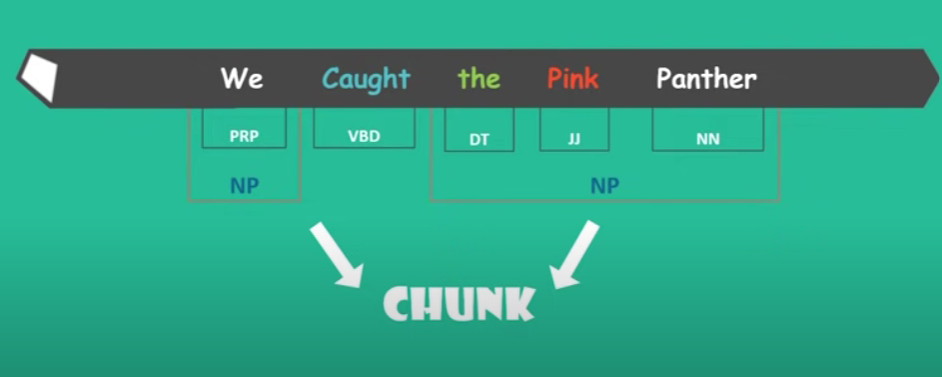 We Caught the Pink Panther
PRP VBD DT JJ NN
NP NP
CHUNK